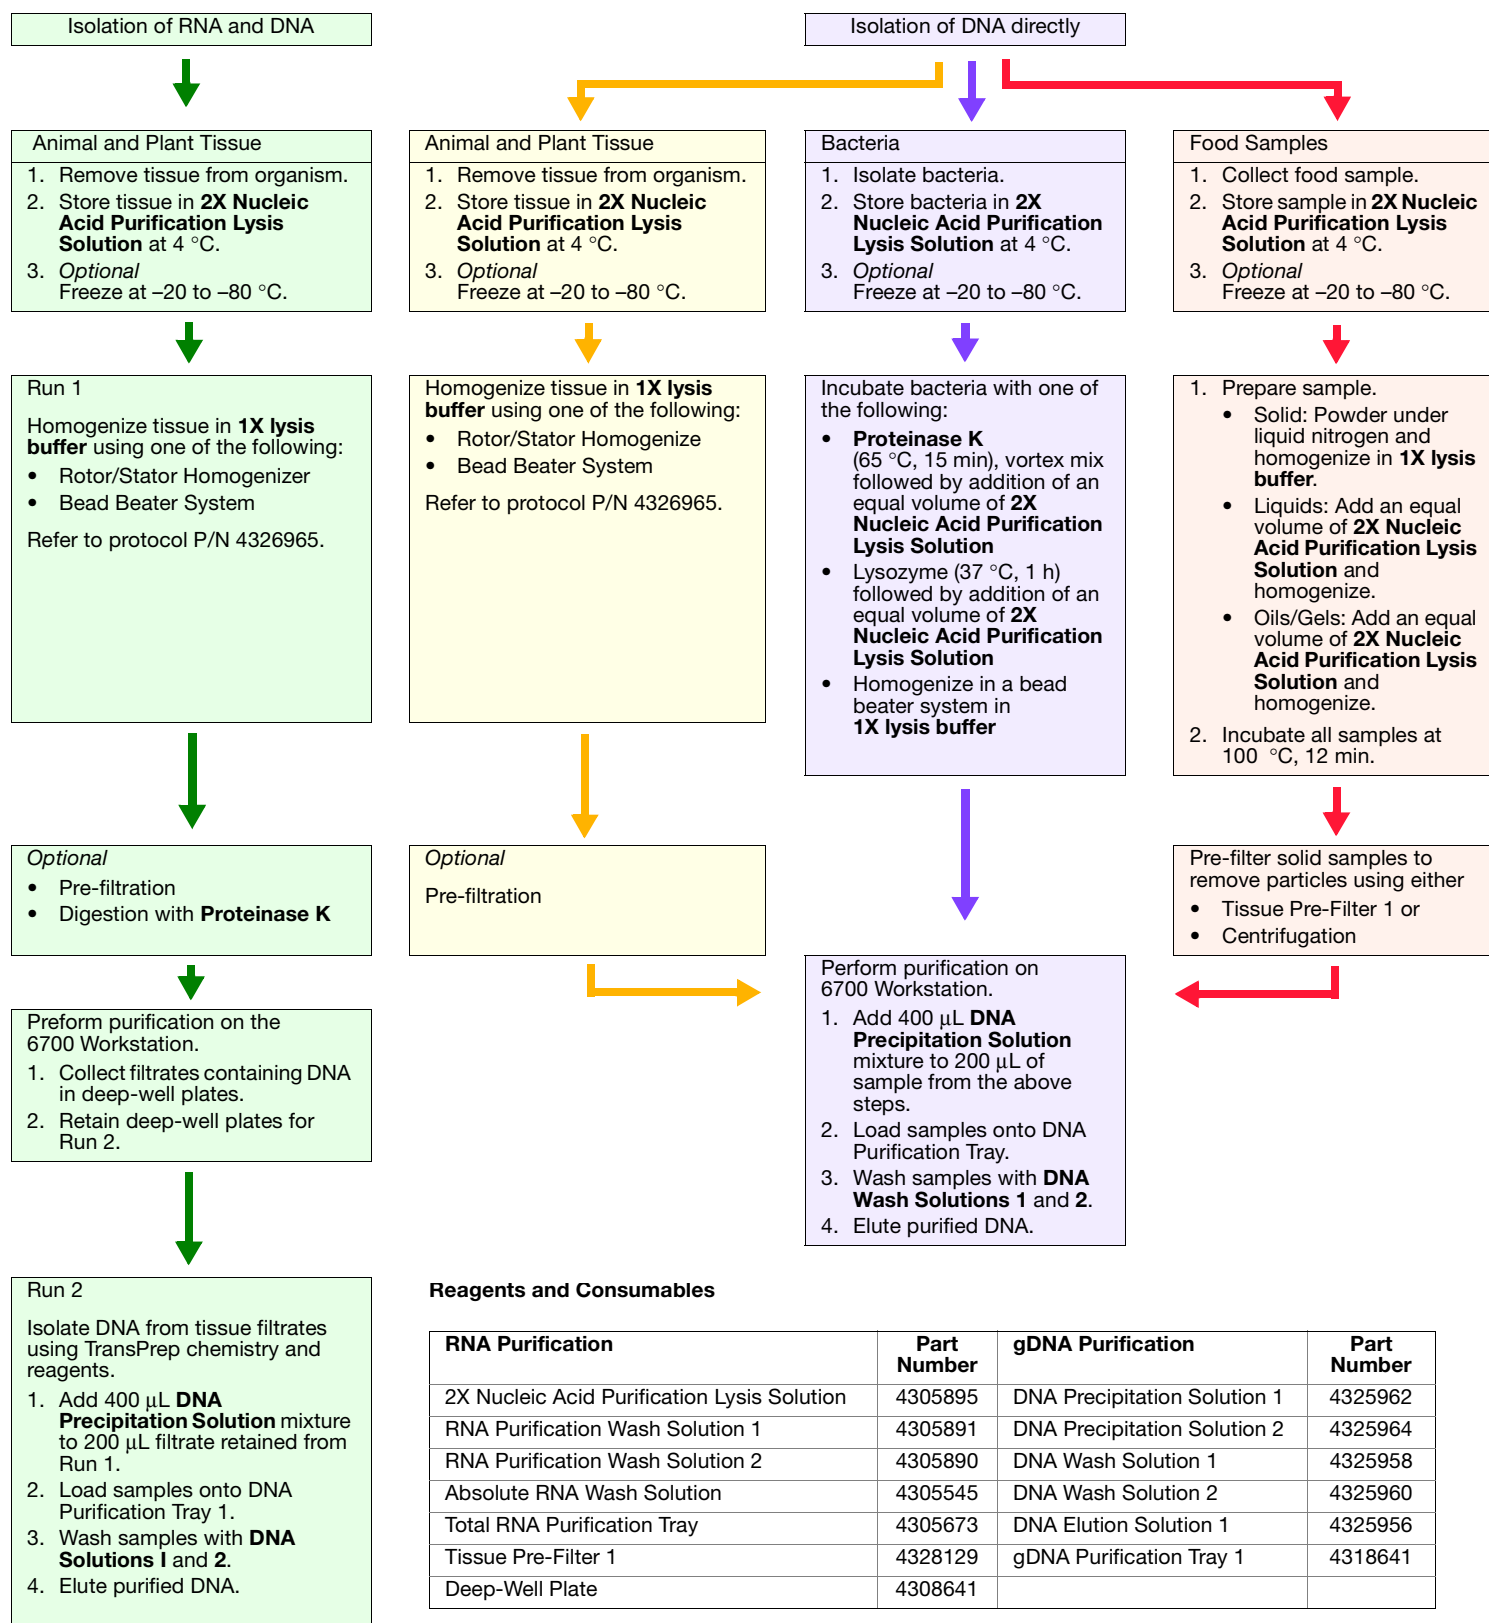 Isolation of RNA and DNA
Isolation of DNA directly
Animal and Plant Tissue
1. Remove tissue from organism.
2. Store tissue in 2X Nucleic
Acid Purification Lysis
Solution at 4 °C.
3. Optional
Freeze at –20 to –80 °C.
Run 1
Homogenize tissue in 1X lysis
buffer using one of the following:
• Rotor/Stator Homogenizer
• Bead Beater System
Refer to protocol P/N 4326965.
Optional
• Pre-filtration
• Digestion with Proteinase K
Preform purification on the
6700 Workstation.
1. Collect filtrates containing DNA
in deep-well plates.
2. Retain deep-well plates for
Run 2.
Run 2
Isolate DNA from tissue filtrates
using TransPrep chemistry and
reagents.
1. Add 400 µL DNA
Precipitation Solution mixture
to 200 µL filtrate retained from
Run 1.
2. Load samples onto DNA
Purification Tray 1.
3. Wash samples with DNA
Solutions I and 2.
4. Elute purified DNA.
Animal and Plant Tissue
1. Remove tissue from organism.
2. Store tissue in 2X Nucleic
Acid Purification Lysis
Solution at 4 °C.
3. Optional
Freeze at –20 to –80 °C.
Homogenize tissue in 1X lysis
buffer using one of the following:
• Rotor/Stator Homogenize
• Bead Beater System
Refer to protocol P/N 4326965.
Optional
Pre-filtration
Bacteria
1. Isolate bacteria.
2. Store bacteria in 2X
Nucleic Acid Purification
Lysis Solution at 4 °C.
3. Optional
Freeze at –20 to –80 °C.
Incubate bacteria with one of
the following:
• Proteinase K
(65 °C, 15 min), vortex mix
followed by addition of an
equal volume of 2X
Nucleic Acid Purification
Lysis Solution
• Lysozyme (37 °C, 1 h)
followed by addition of an
equal volume of 2X
Nucleic Acid Purification
Lysis Solution
• Homogenize in a bead
beater system in
1X lysis buffer
Food Samples
1. Collect food sample.
2. Store sample in 2X Nucleic
Acid Purification Lysis
Solution at 4 °C.
3. Optional
Freeze at –20 to –80 °C.
1. Prepare sample.
• Solid: Powder under
liquid nitrogen and
homogenize in 1X lysis
buffer.
• Liquids: Add an equal
volume of 2X Nucleic
Acid Purification Lysis
Solution and
homogenize.
• Oils/Gels: Add an equal
volume of 2X Nucleic
Acid Purification Lysis
Solution and
homogenize.
2. Incubate all samples at
100 °C, 12 min.
Pre-filter solid samples to
remove particles using either
• Tissue Pre-Filter 1 or
• Centrifugation
Perform purification on
6700 Workstation.
1. Add 400 µL DNA
Precipitation Solution
mixture to 200 µL of
sample from the above
steps.
2. Load samples onto DNA
Purification Tray.
3. Wash samples with DNA
Wash Solutions 1 and 2.
4. Elute purified DNA.
Reagents and Consumables
RNA Purification Part Number gDNA Purification Part Number
2X Nucleic Acid Purification Lysis Solution 4305895 DNA Precipitation Solution 1 4325962
RNA Purification Wash Solution 1 4305891 DNA Precipitation Solution 2 4325964
RNA Purification Wash Solution 2 4305890 DNA Wash Solution 1 4325958
Absolute RNA Wash Solution 4305545 DNA Wash Solution 2 4325960
Total RNA Purification Tray 4305673 DNA Elution Solution 1 4325956
Tissue Pre-Filter 1 4328129 gDNA Purification Tray 1 4318641
Deep-Well Plate 4308641